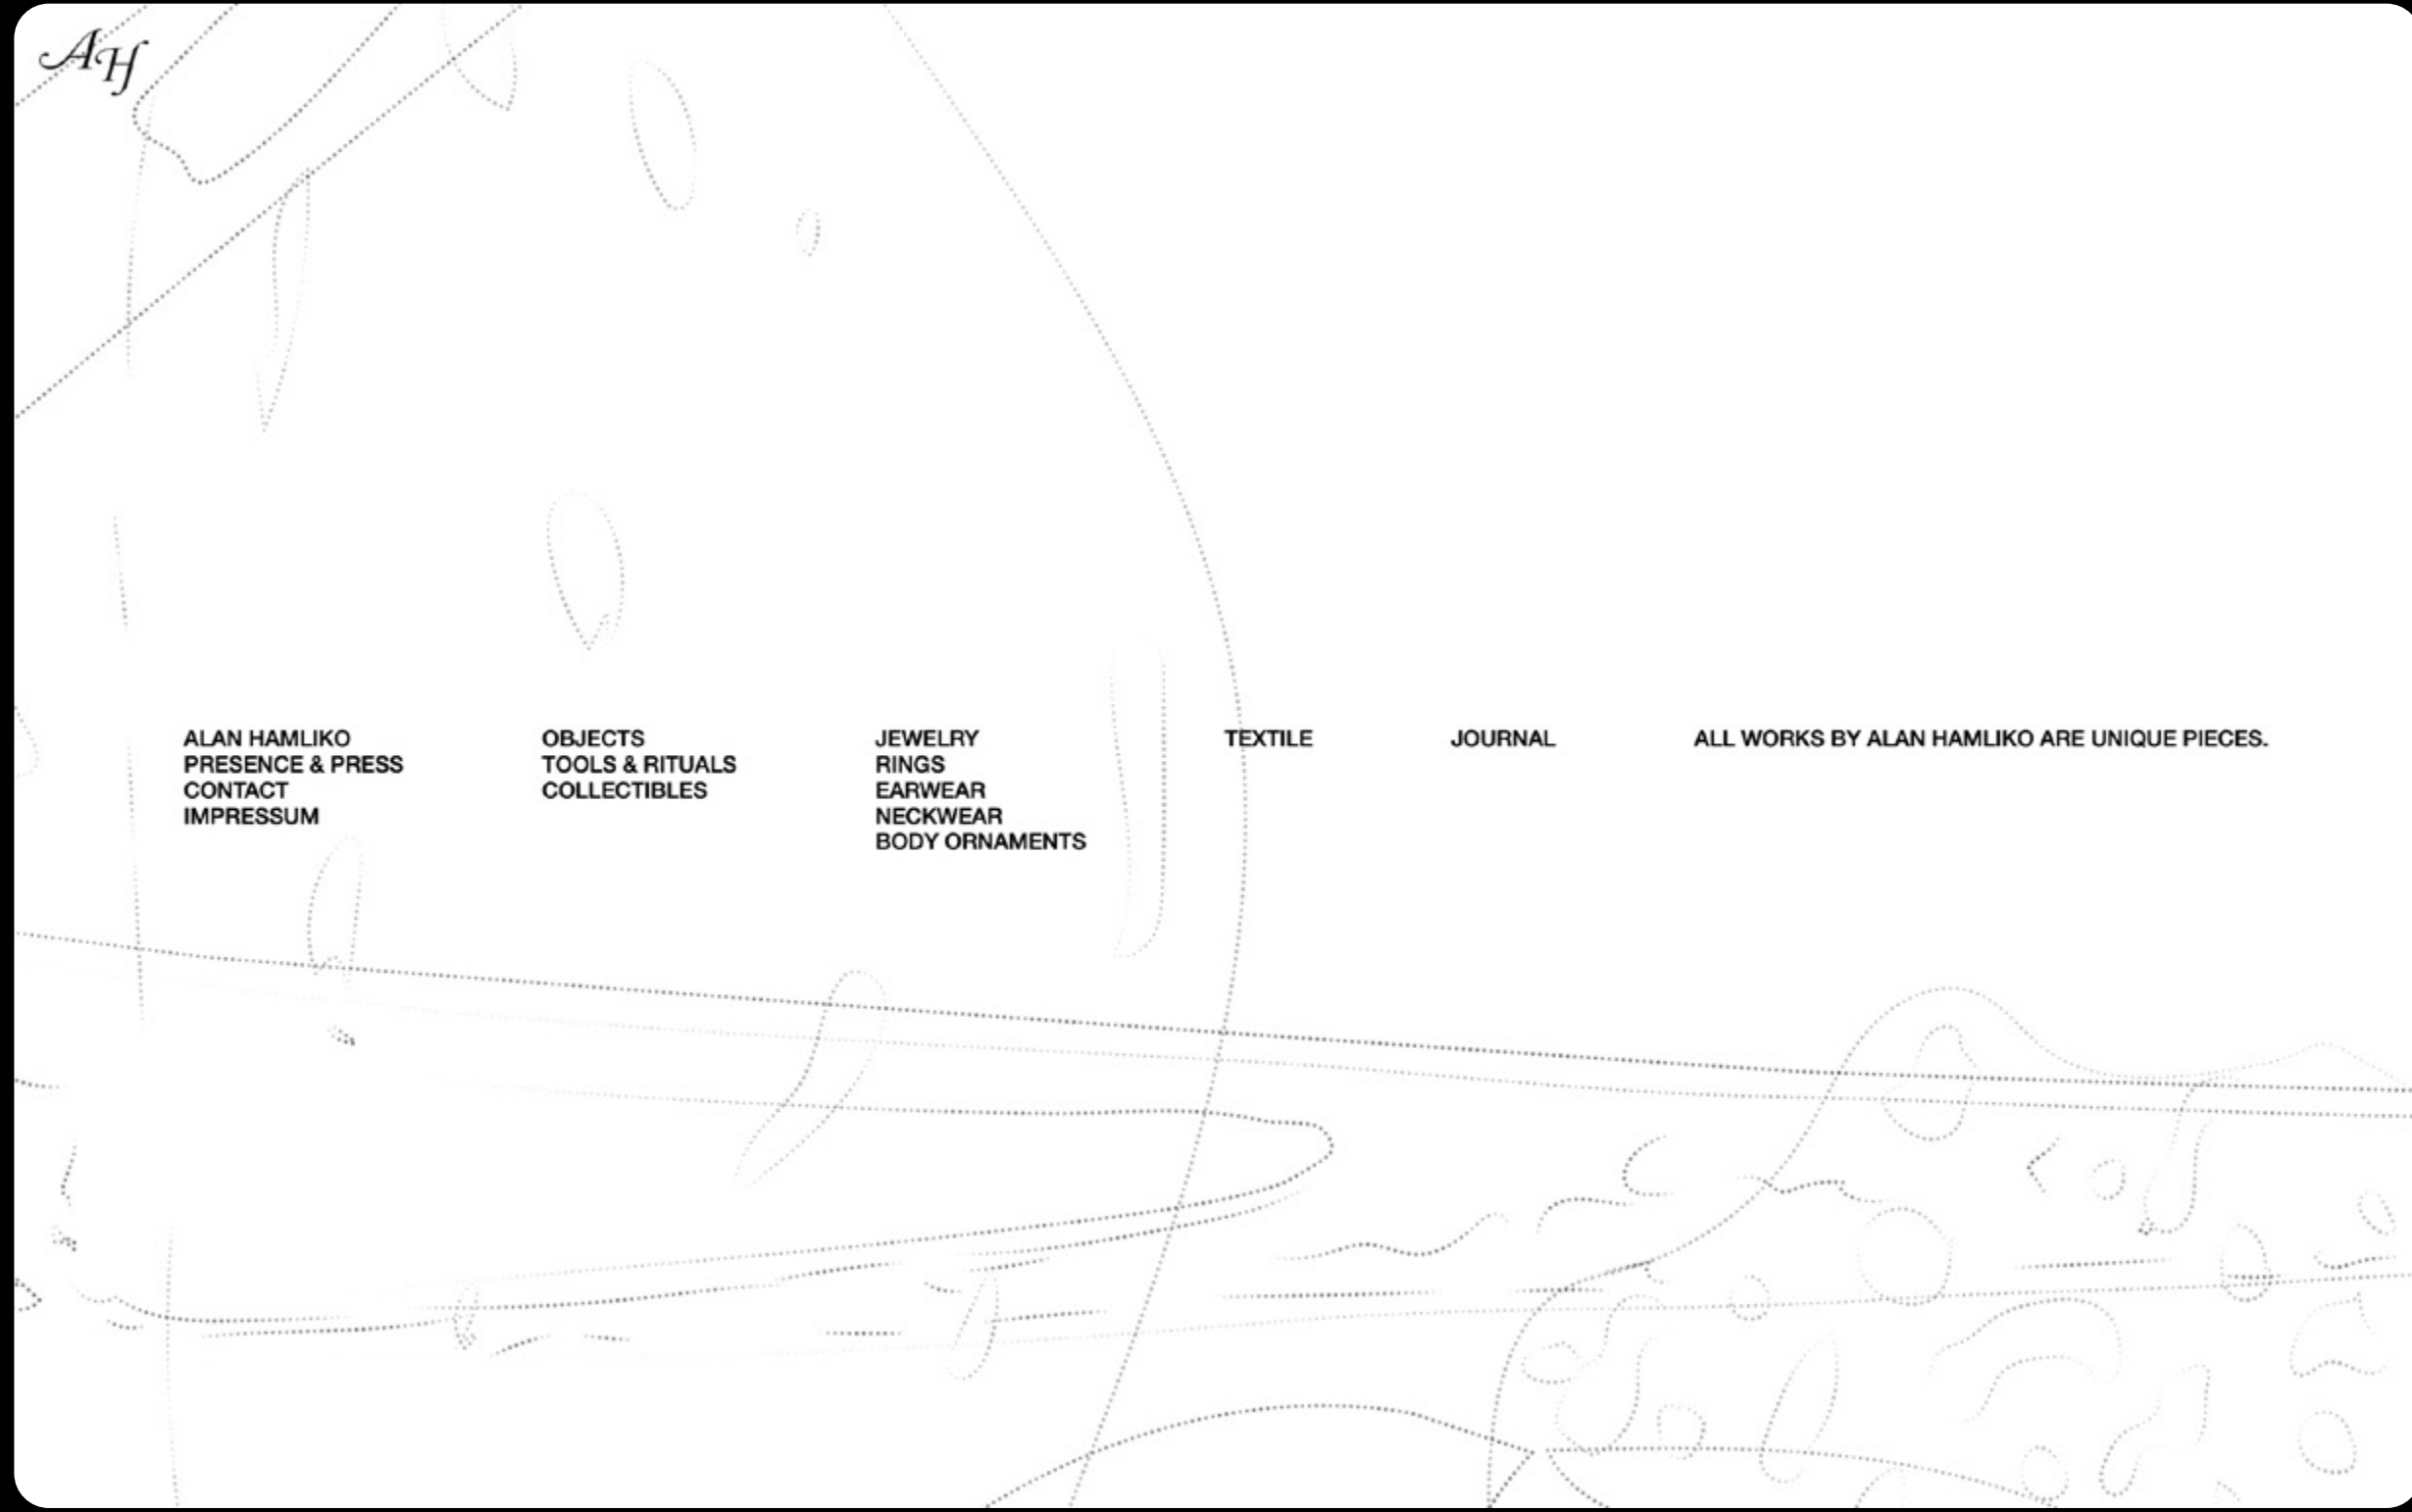 AH
ALAN HAMLIKO
PRESENCE & PRESS
CONTACT
IMPRESSUM
OBJECTS
TOOLS & RITUALS
COLLECTIBLES
JEWELRY
RINGS
EARWEAR
NECKWEAR
BODY ORNAMENTS
TEXTILE
JOURNAL
ALL WORKS BY ALAN HAMLIKO ARE UNIQUE PIECES.